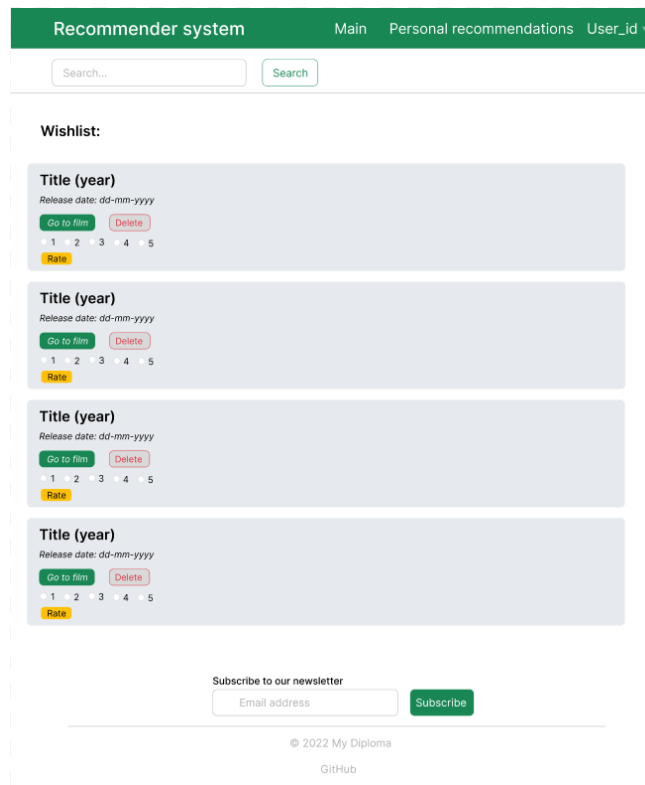 Recommender system Main Personal recommendations User_id
Search... Search
Wishlist:
Title (year)
Release date: dd-mm-yyyy
Go to film Delete
1 2 3 4 5
Rate
Title (year)
Release date: dd-mm-yyyy
Go to film Delete
1 2 3 4 5
Rate
Title (year)
Release date: dd-mm-yyyy
Go to film Delete
1 2 3 4 5
Rate
Title (year)
Release date: dd-mm-yyyy
Go to film Delete
1 2 3 4 5
Rate
Subscribe to our newsletter
Email address Subscribe
© 2022 My Diploma
GitHub